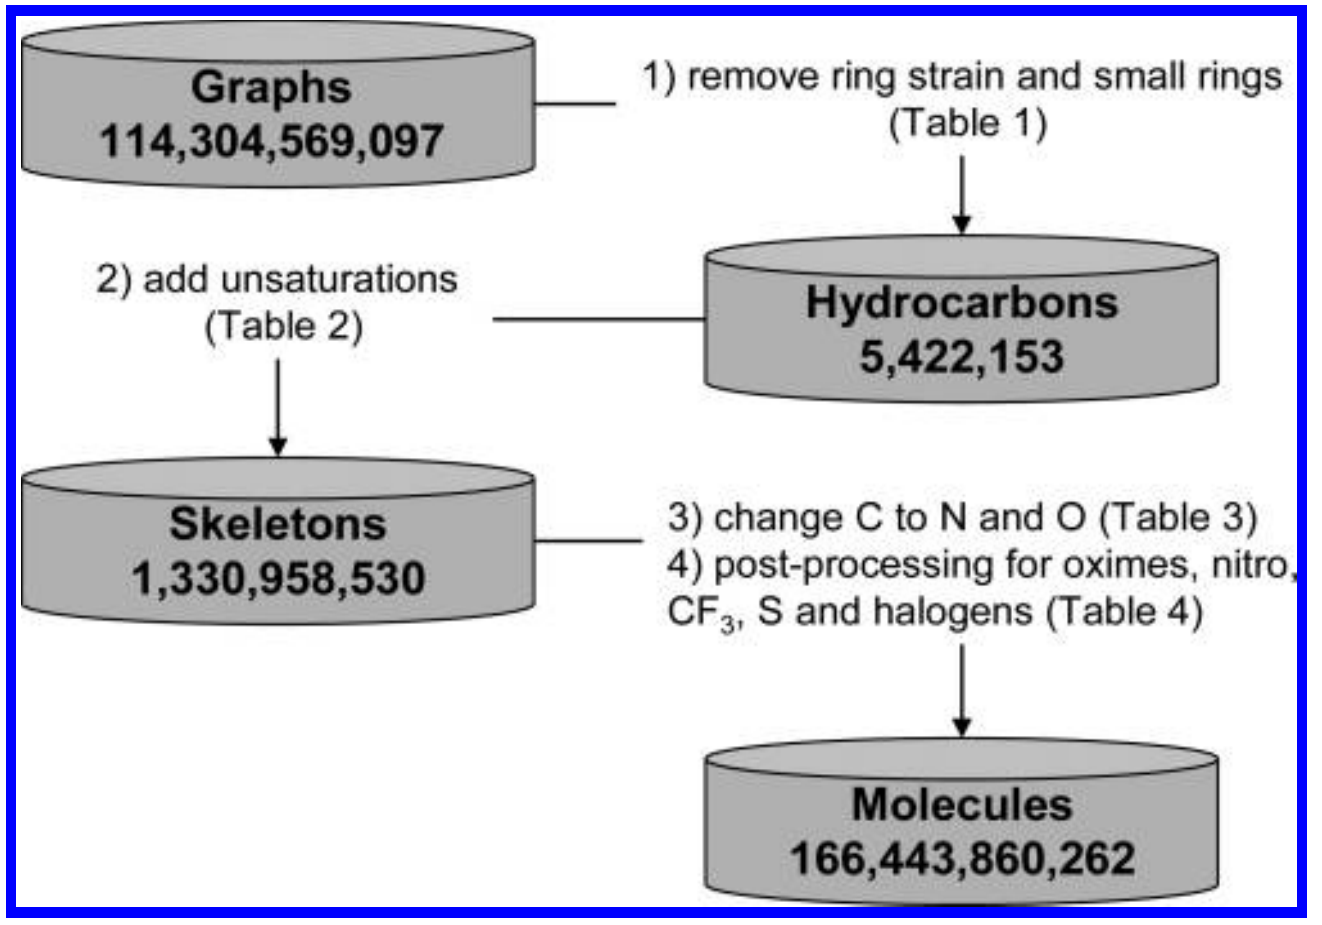 Graphs
114,304,569,097
1) remove ring strain and small rings
(Table 1)
Hydrocarbons
5,422,153
2) add unsaturations
(Table 2)
Skeletons
1,330,958,530
3) change C to N and O (Table 3)
4) post-processing for oximes, nitro,
CF₃, S and halogens (Table 4)
Molecules
166,443,860,262